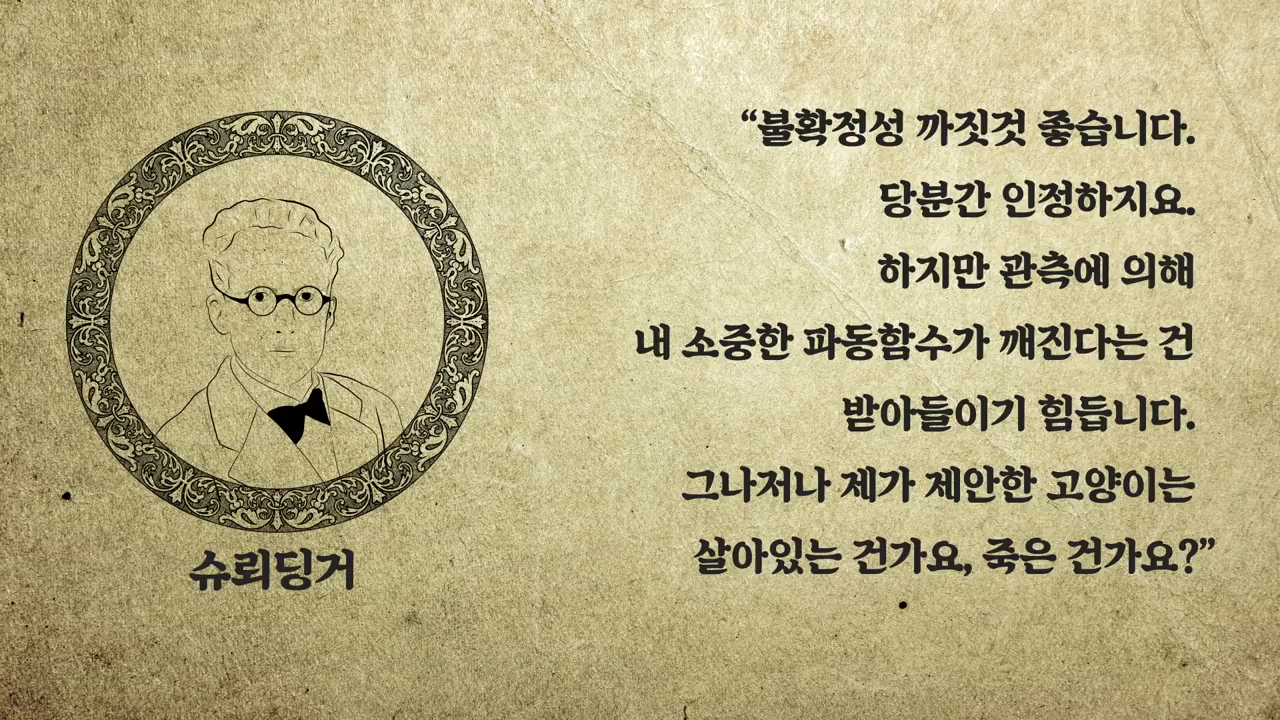 “불확정성 까짓것 좋습니다.
당분간 인정하지요.
하지만 관측에 의해
내 소중한 파동함수가 깨진다는 건
받아들이기 힘듭니다.
그나저나 제가 제안한 고양이는
살아있는 건가요, 죽은 건가요?”
슈뢰딩거